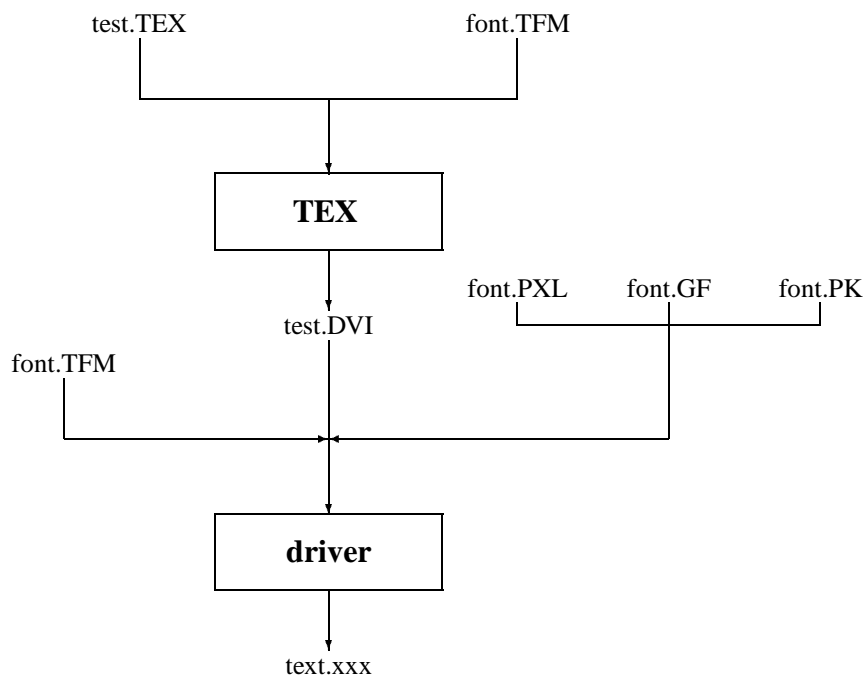 test.TEX font.TFM
TEX
font.PXL font.GF font.PK
test.DVI
font.TFM
driver
text.xxx